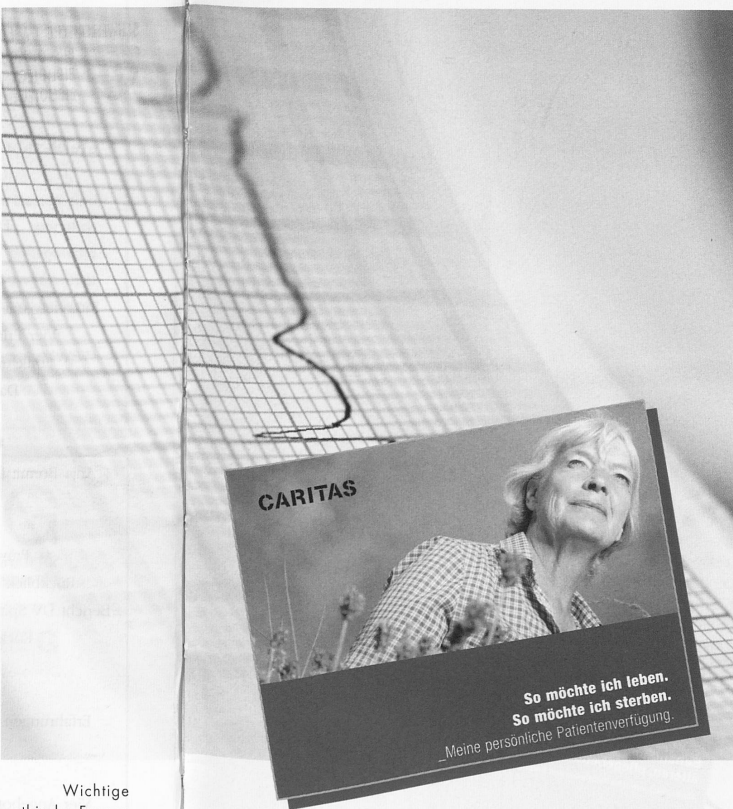 CARITAS
So möchte ich leben.
So möchte ich sterben.
_Meine persönliche Patientenverfügung.
Wichtige